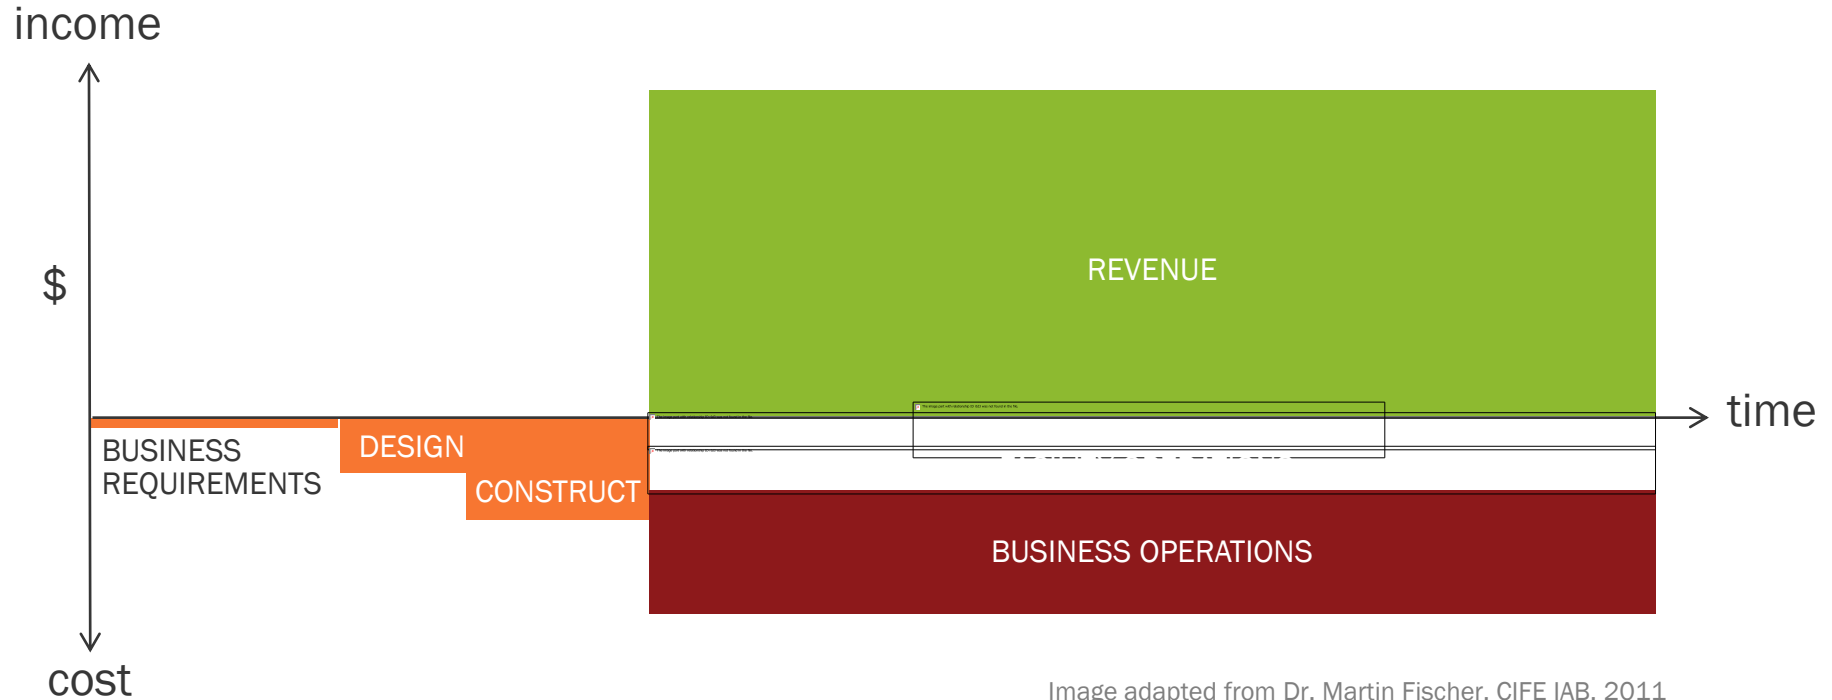 income
$
REVENUE
time
BUSINESS
REQUIREMENTS
DESIGN
CONSTRUCT
BUSINESS OPERATIONS
cost
Image adapted from Dr. Martin Fischer, CIFE IAB, 2011